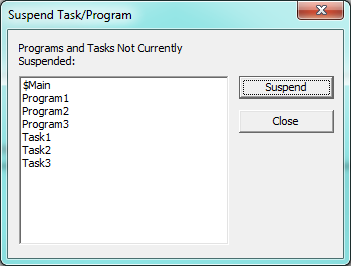 Suspend Task/Program
Programs and Tasks Not Currently
Suspended:
$Main
Program1
Program2
Program3
Task1
Task2
Task3
Suspend
Close